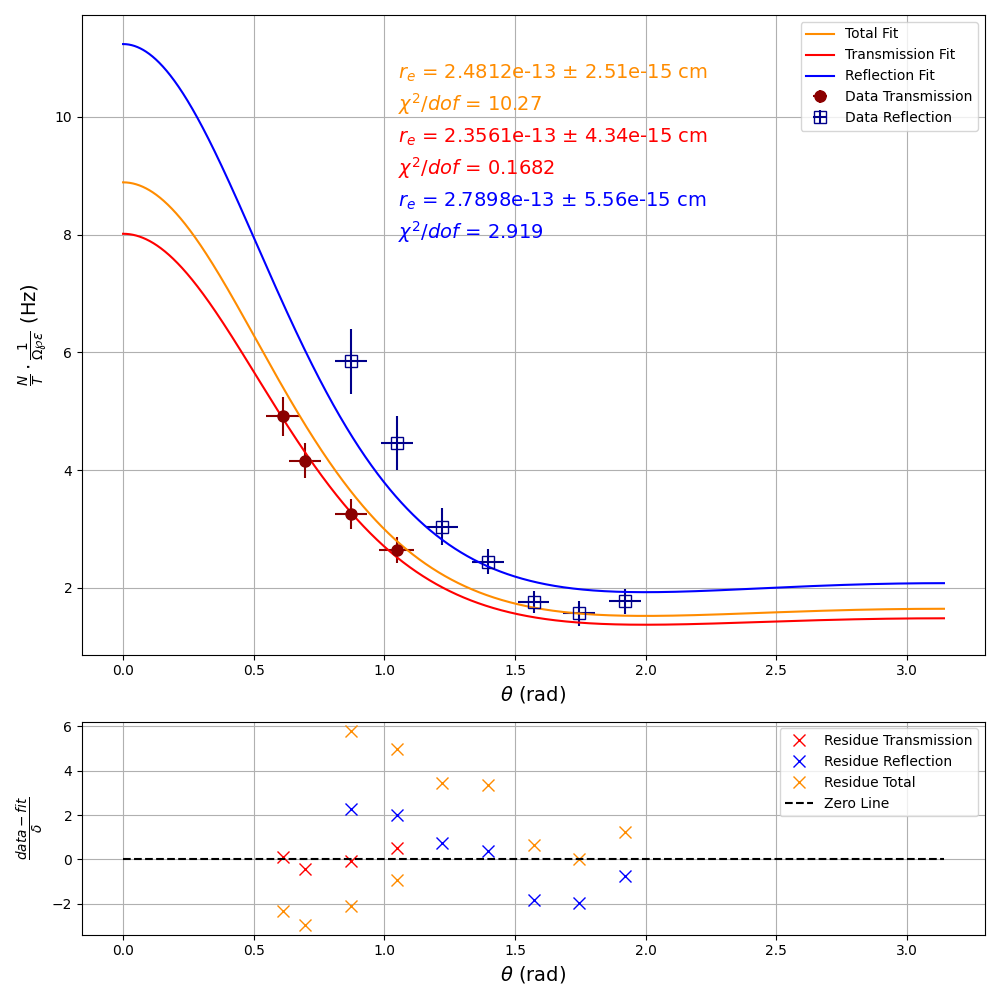 Total Fit
Transmission Fit
Reflection Fit
Data Transmission
Data Reflection
r_e = 2.4812e-13 ± 2.51e-15 cm
χ²/dof = 10.27
r_e = 2.3561e-13 ± 4.34e-15 cm
χ²/dof = 0.1682
r_e = 2.7898e-13 ± 5.56e-15 cm
χ²/dof = 2.919
10
8
6
4
2
N/T · 1/Ω℘ε (Hz)
0.0 0.5 1.0 1.5 2.0 2.5 3.0
θ (rad)
Residue Transmission
Residue Reflection
Residue Total
Zero Line
6
4
2
0
−2
data − fit/δ
0.0 0.5 1.0 1.5 2.0 2.5 3.0
θ (rad)